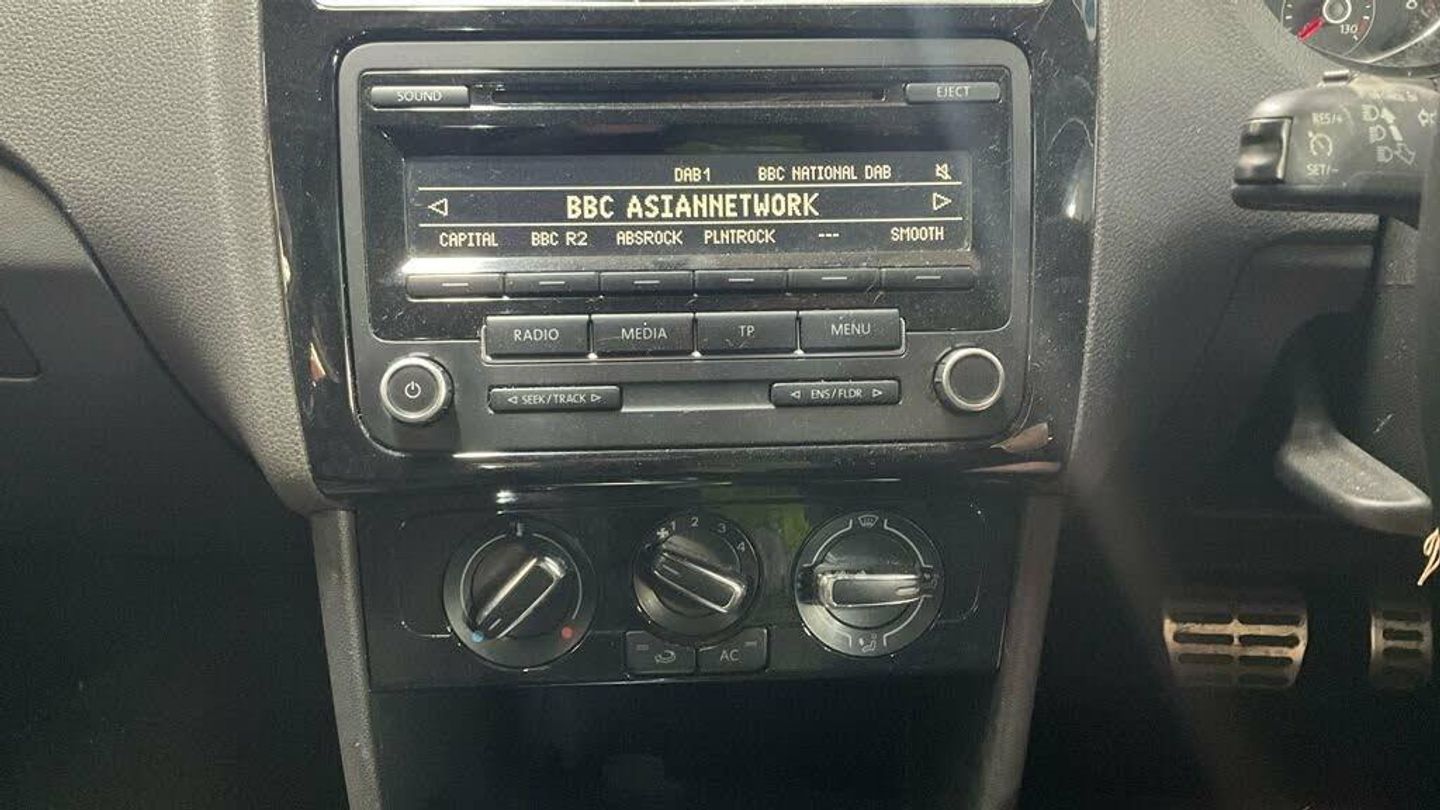 130
SOUND EJECT
DAB1 BBC NATIONAL DAB
BBC ASIANNETWORK
CAPITAL BBC R2 ABSROCK PLNTROCK --- SMOOTH
RES/+
SET/-
RADIO MEDIA TP MENU
SEEK/TRACK ENS/FLDR
1 2 3 4
AC